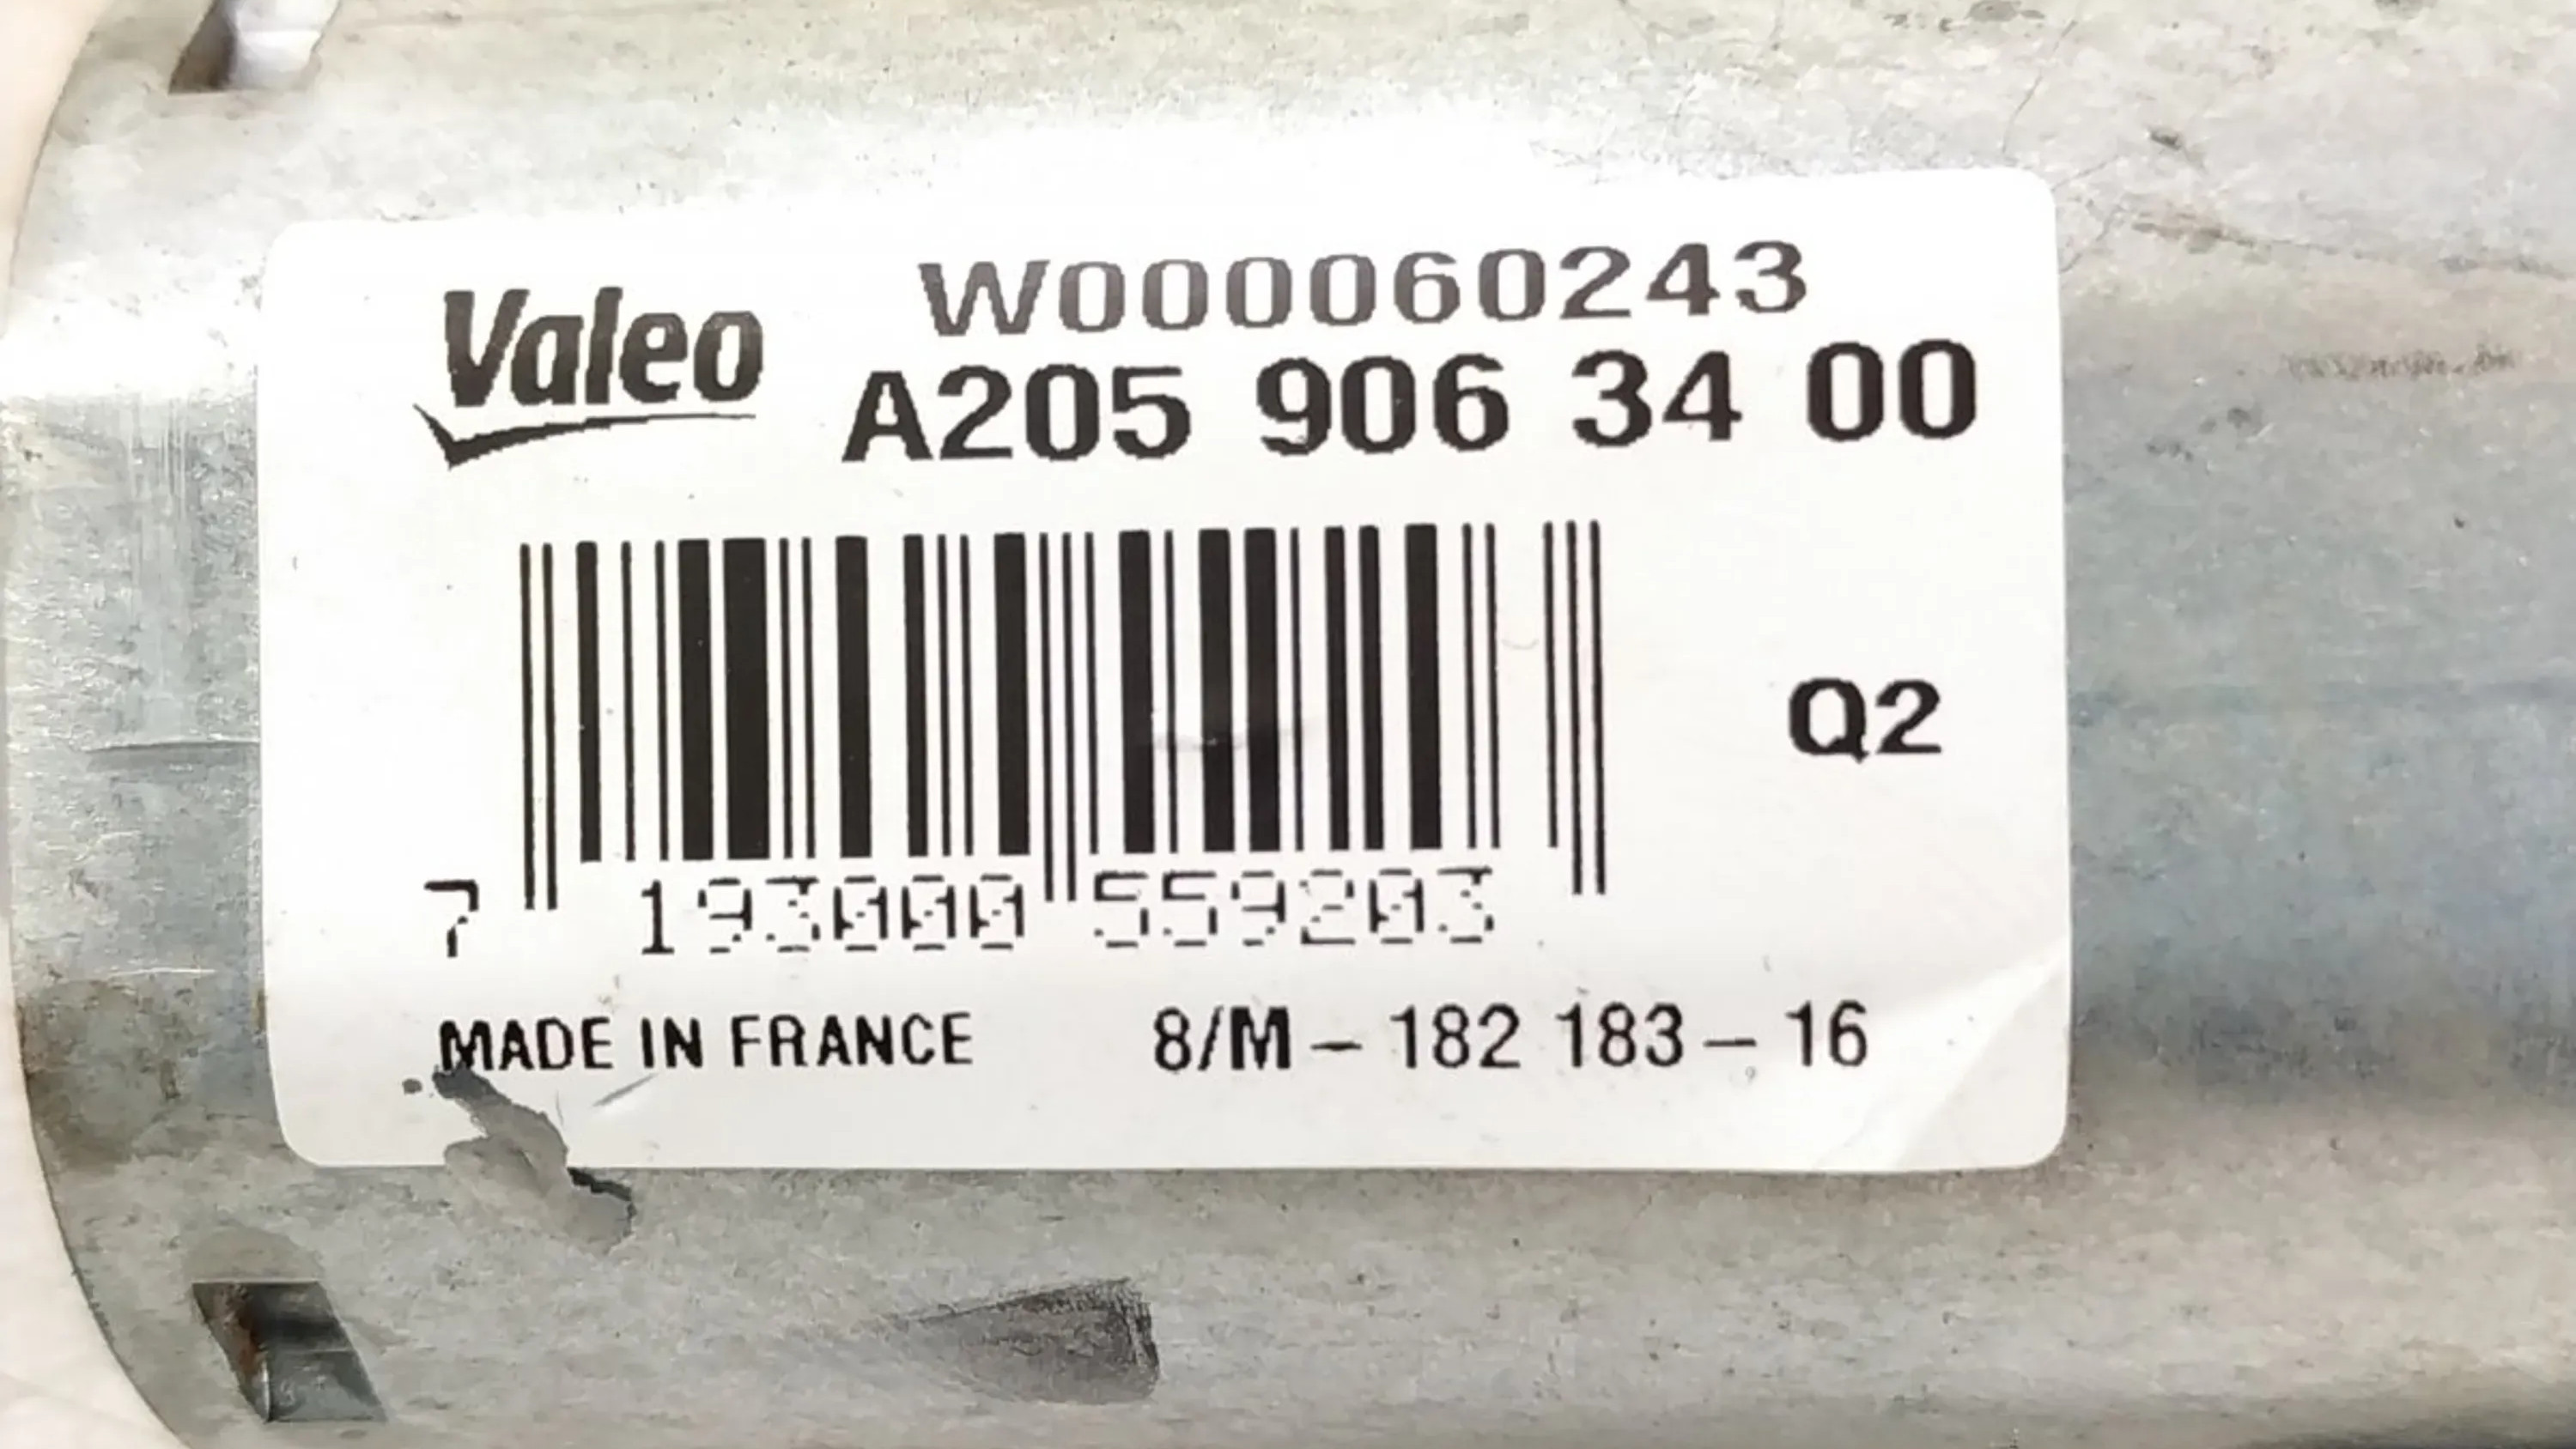 Valeo
W000060243
A205 906 34 00
Q2
7 193000 559203
MADE IN FRANCE 8/M – 182 183 – 16